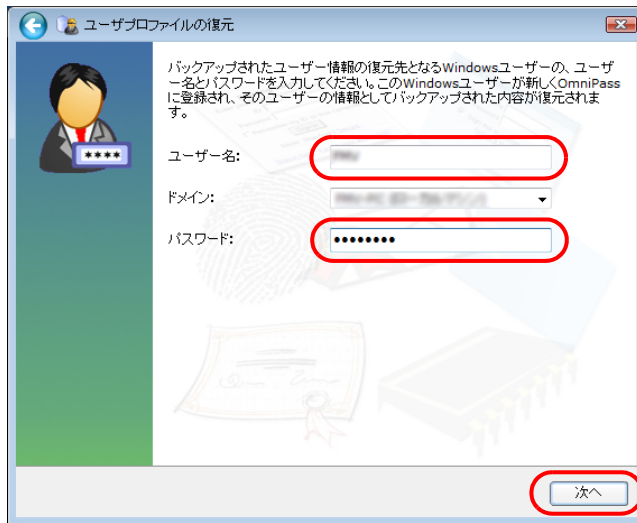 ユーザプロファイルの復元
バックアップされたユーザー情報の復元先となるWindowsユーザーの、ユーザ
ー名とパスワードを入力してください。このWindowsユーザーが新しくOmniPass
に登録され、そのユーザーの情報としてバックアップされた内容が復元されま
す。
****
ユーザー名:
ドメイン:
パスワード: ●●●●●●●●
次へ